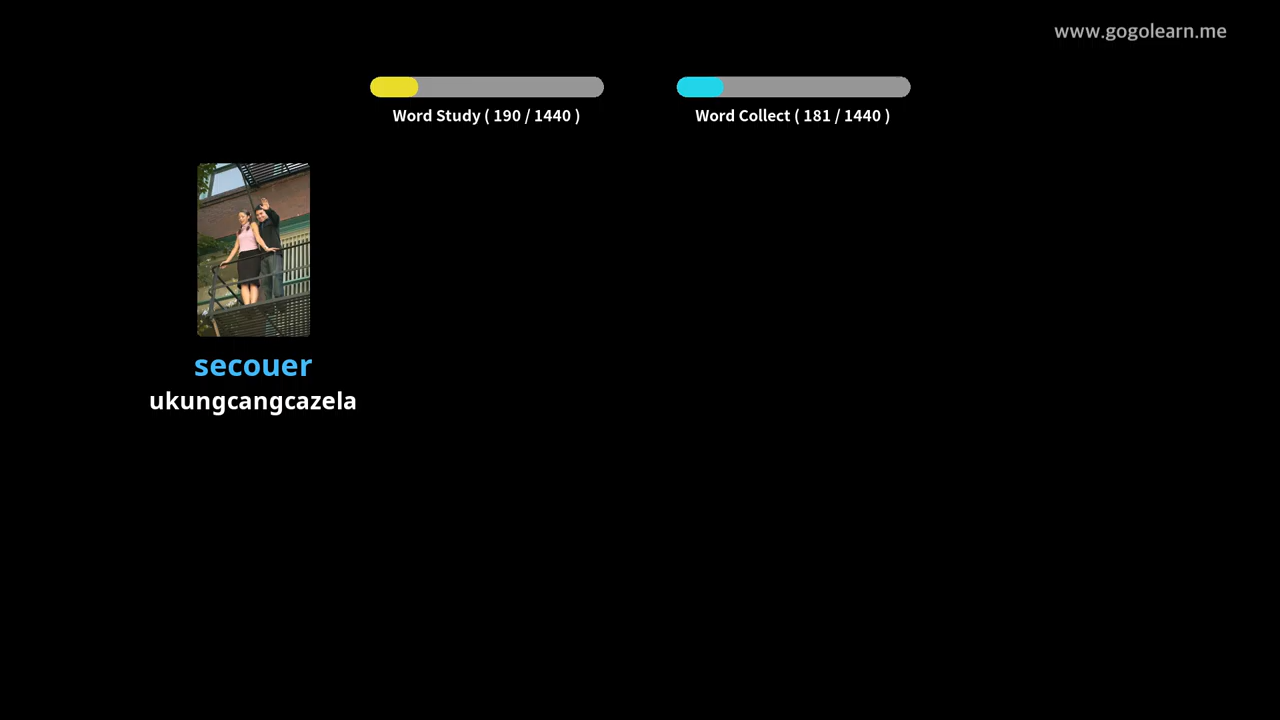 www.gogolearn.me
Word Study ( 190 / 1440 )
Word Collect ( 181 / 1440 )
secouer
ukungcangcazela